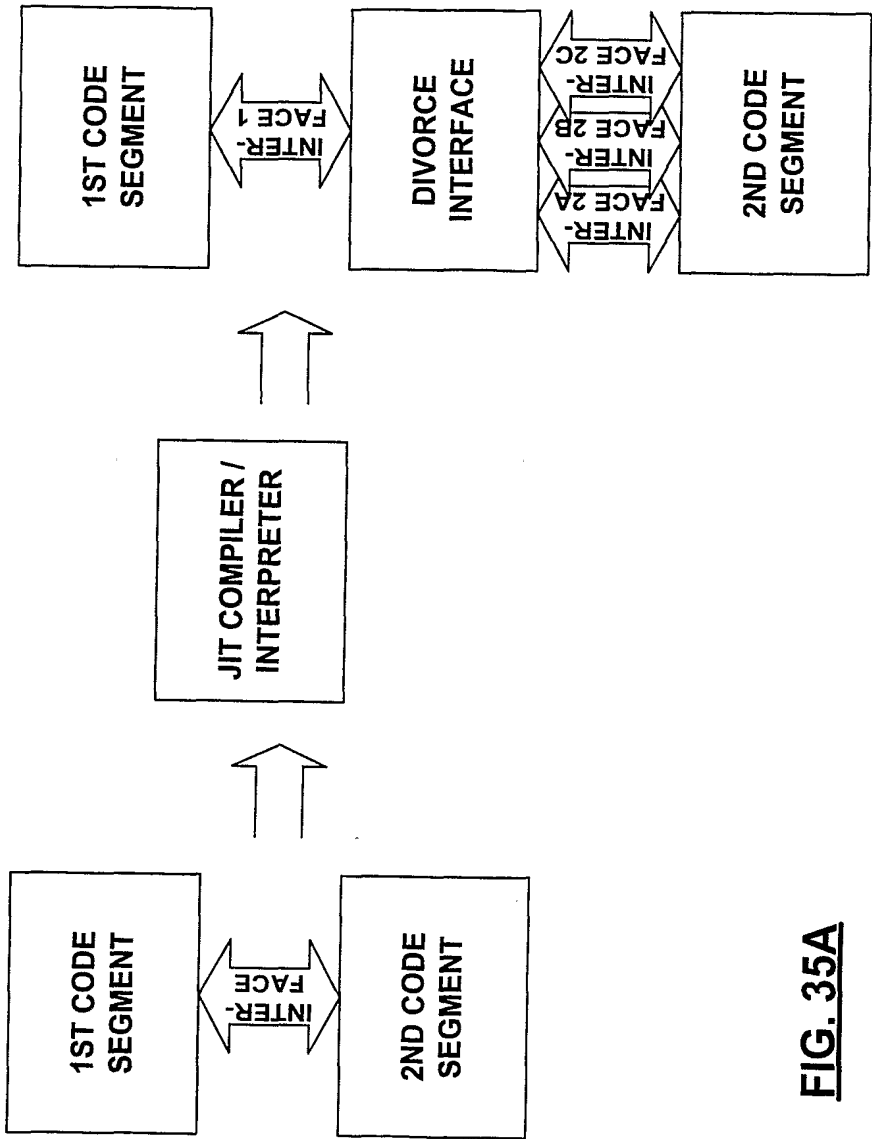 1ST CODE
SEGMENT
INTER-
FACE
2ND CODE
SEGMENT
JIT COMPILER /
INTERPRETER
1ST CODE
SEGMENT
INTER-
FACE 1
DIVORCE
INTERFACE
INTER-
FACE 2A
INTER-
FACE 2B
INTER-
FACE 2C
2ND CODE
SEGMENT
FIG. 35A